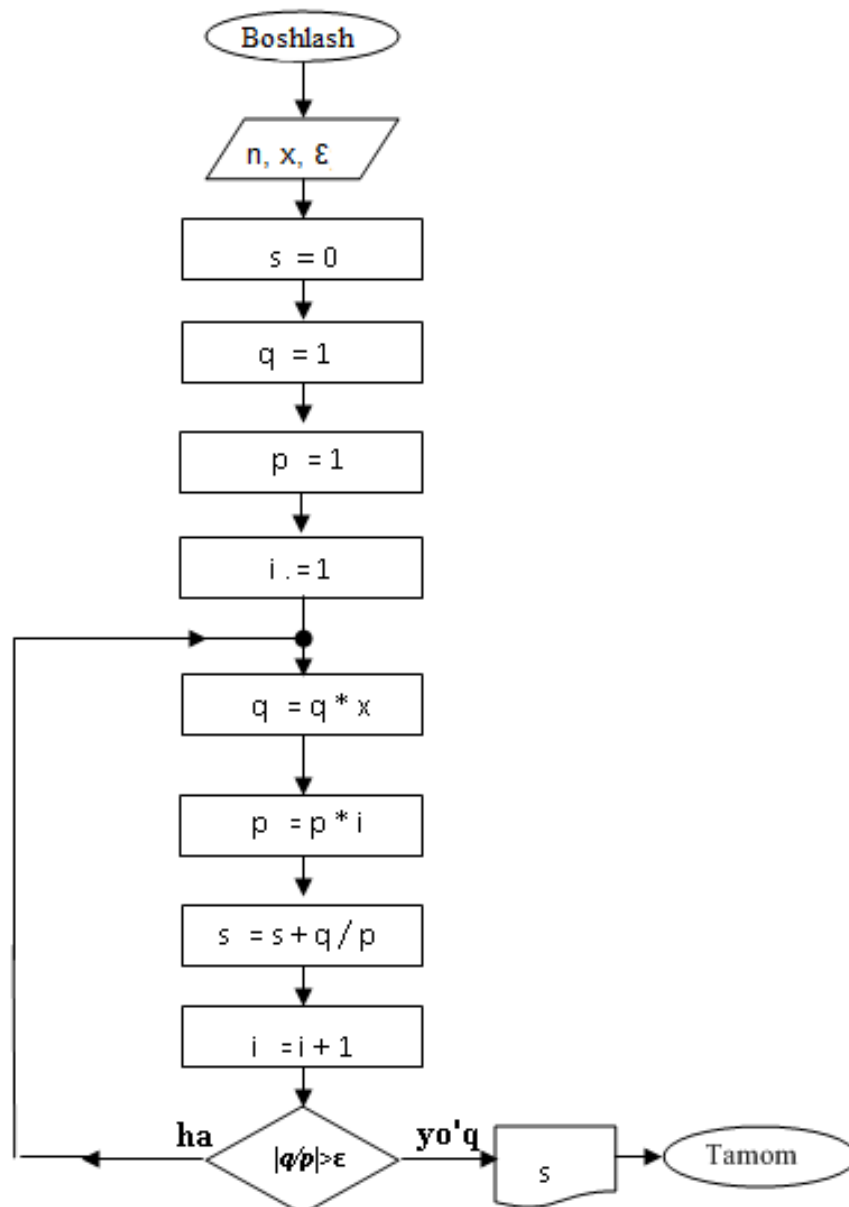 Boshlash
n, x, Ɛ
s = 0
q = 1
p = 1
i .= 1
q = q * x
p = p * i
s = s + q / p
i = i + 1
ha
|q/p|>ε
yo'q
s
Tamom